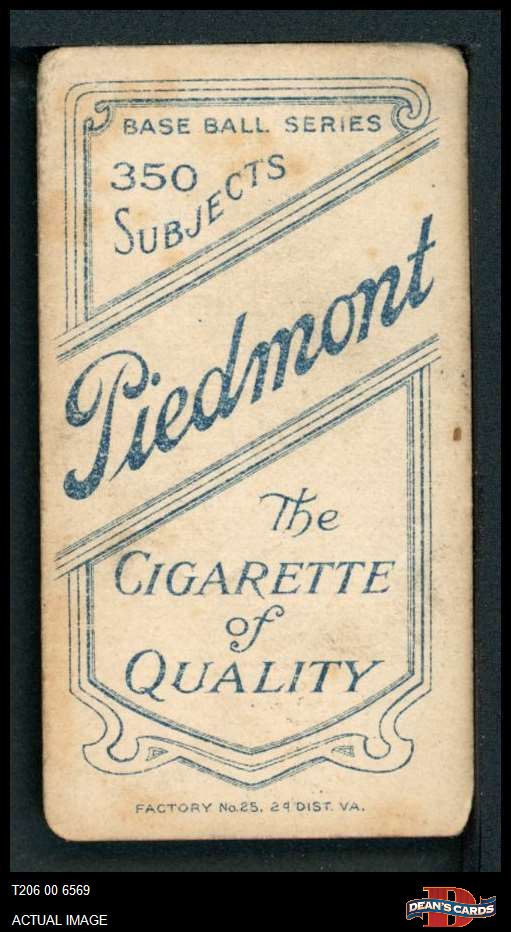 BASE BALL SERIES
350
SUBJECTS
Piedmont
The
CIGARETTE
of
QUALITY
FACTORY No.25. 2d DIST. VA.
T206 00 6569
ACTUAL IMAGE
DEAN'S CARDS